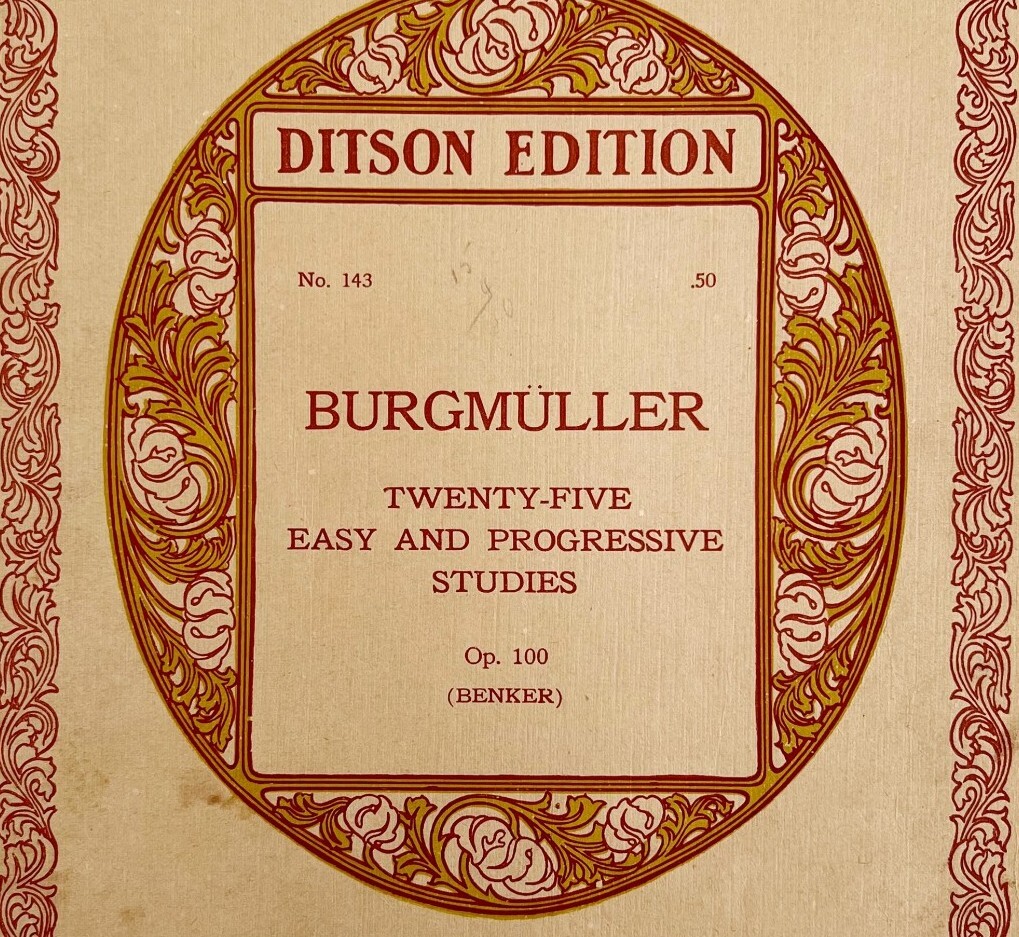 DITSON EDITION
No. 143 .50
BURGMÜLLER
TWENTY-FIVE
EASY AND PROGRESSIVE
STUDIES
Op. 100
(BENKER)